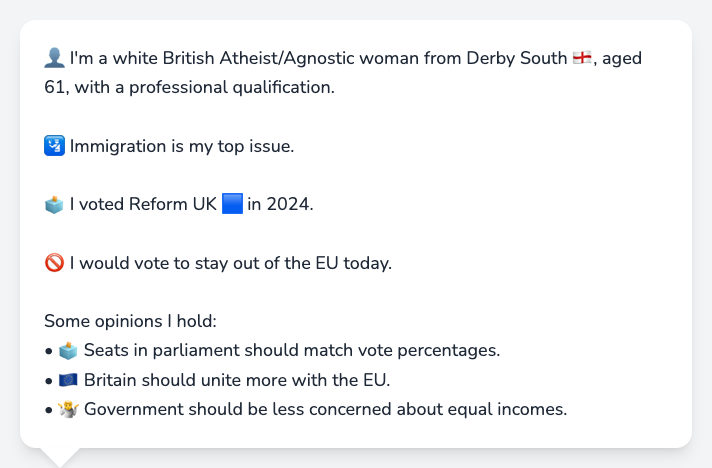 👤 I'm a white British Atheist/Agnostic woman from Derby South 🏴󠁧󠁢󠁥󠁮󠁧󠁿, aged
61, with a professional qualification.
🛂 Immigration is my top issue.
🗳️ I voted Reform UK 🟦 in 2024.
🚫 I would vote to stay out of the EU today.
Some opinions I hold:
• 🗳️ Seats in parliament should match vote percentages.
• 🇪🇺 Britain should unite more with the EU.
• 🤷 Government should be less concerned about equal incomes.